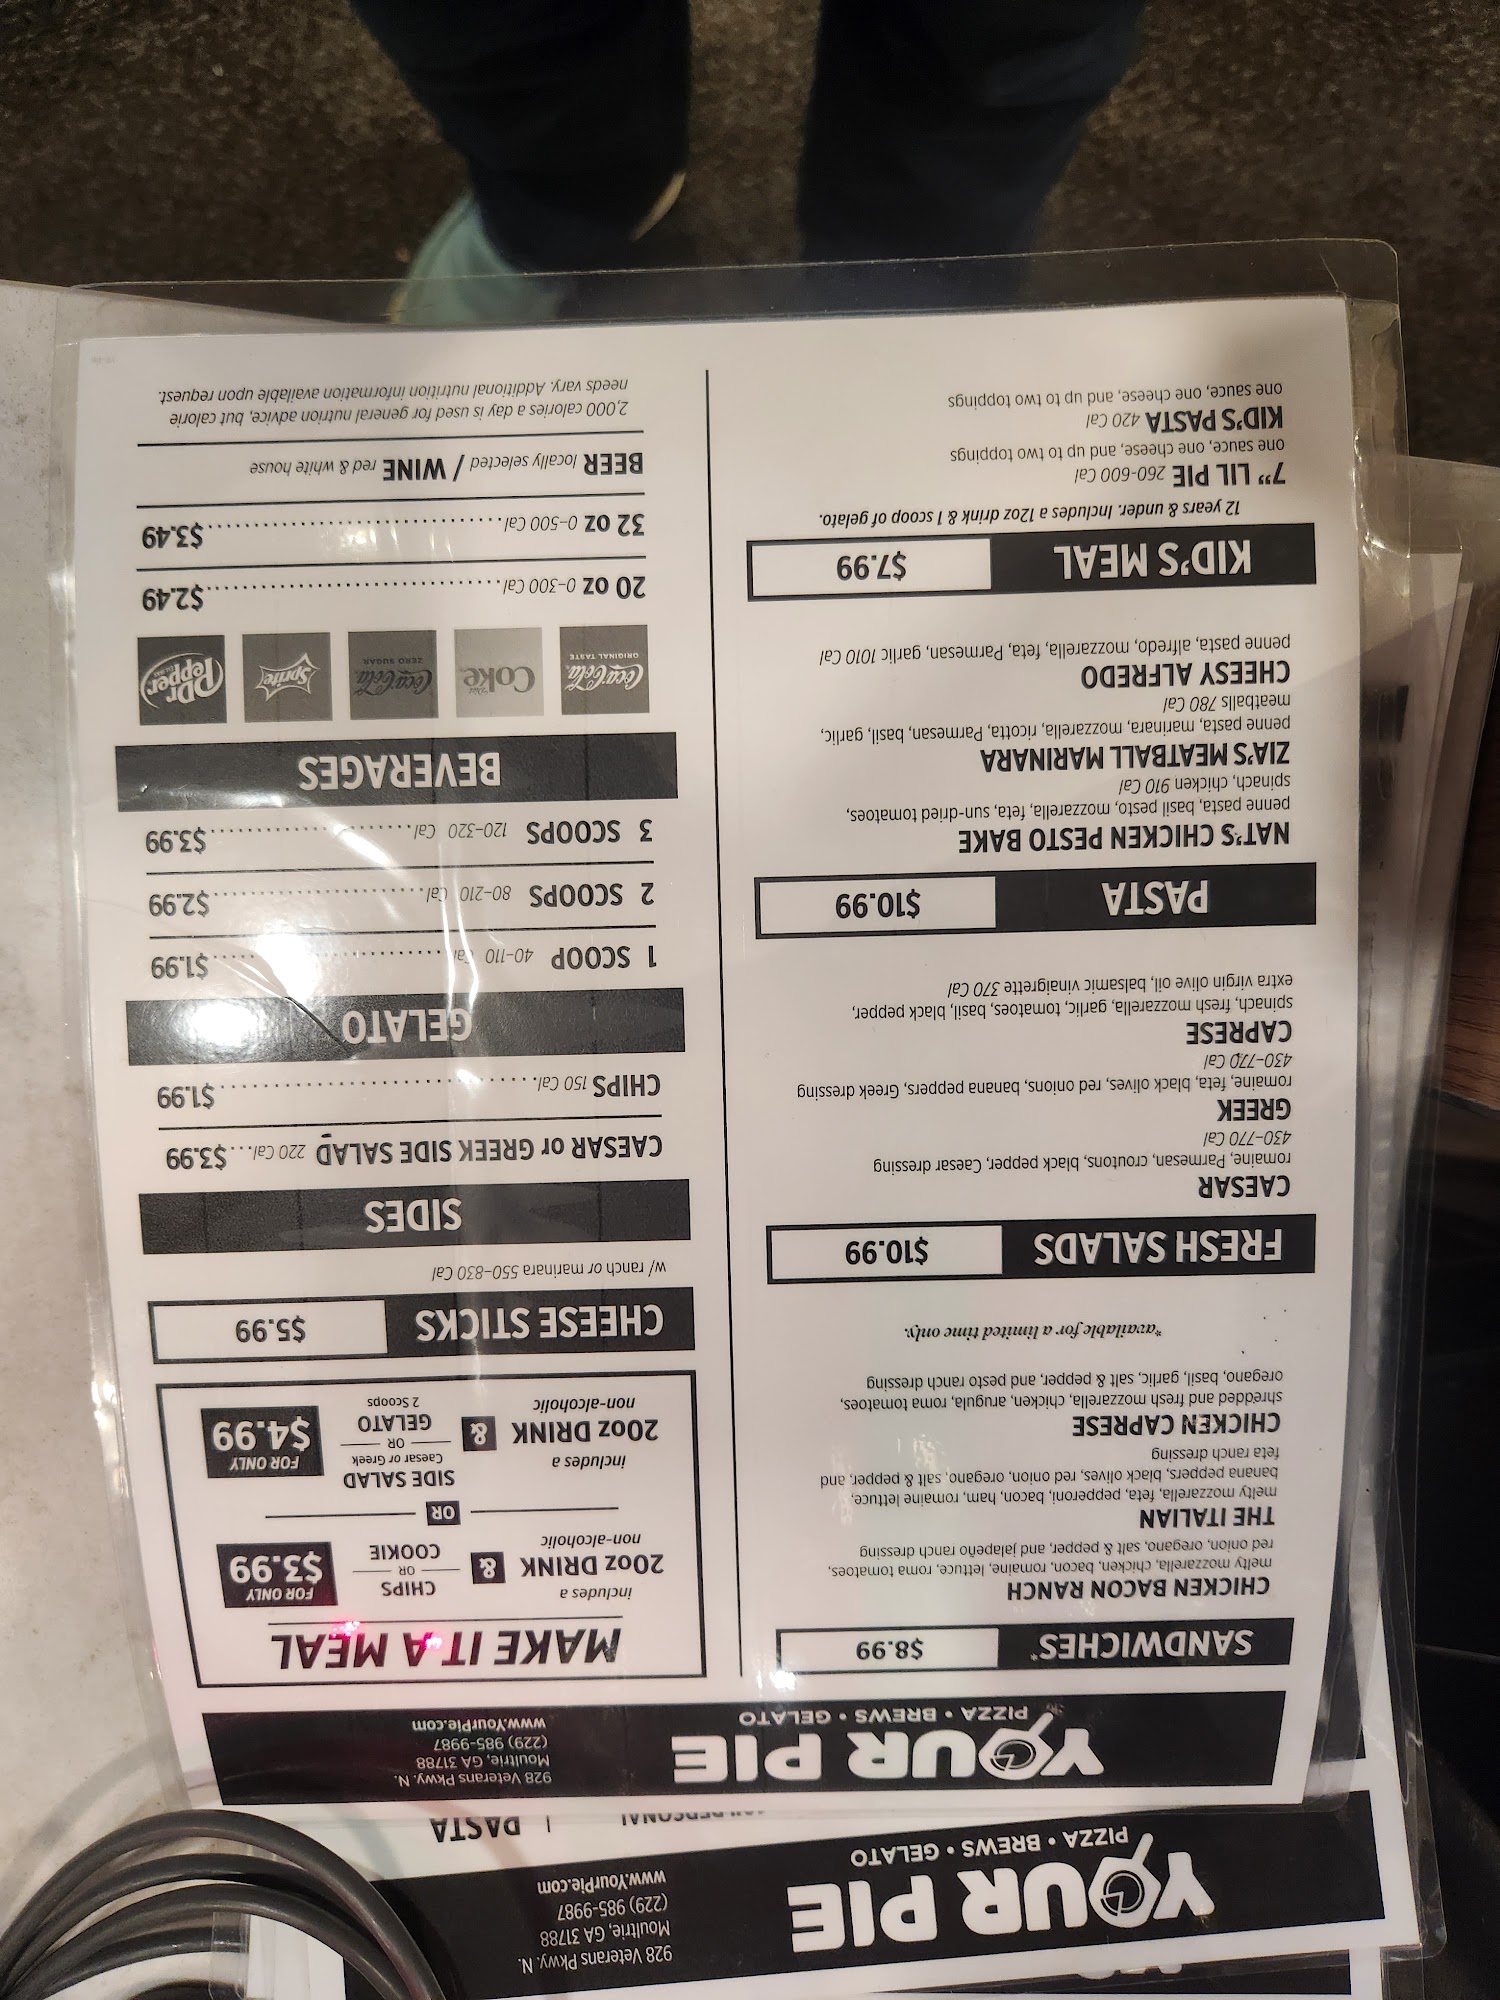 YOUR PIE
PIZZA • BREWS • GELATO
928 Veterans Pkwy. N.
Moultrie, GA 31788
(229) 985-9987
www.YourPie.com
SANDWICHES* $8.99
CHICKEN BACON RANCH
melty mozzarella, chicken, bacon, romaine, lettuce, roma tomatoes,
red onion, oregano, salt & pepper, and jalapeño ranch dressing
THE ITALIAN
melty mozzarella, feta, pepperoni, bacon, ham, romaine lettuce,
banana peppers, black olives, red onion, oregano, salt & pepper, and
feta ranch dressing
CHICKEN CAPRESE
shredded and fresh mozzarella, chicken, arugula, roma tomatoes,
oregano, basil, garlic, salt & pepper, and pesto ranch dressing
*available for a limited time only.
FRESH SALADS $10.99
CAESAR
romaine, Parmesan, croutons, black pepper, Caesar dressing
430-770 Cal
GREEK
romaine, feta, black olives, red onions, banana peppers, Greek dressing
430-770 Cal
CAPRESE
spinach, fresh mozzarella, garlic, tomatoes, basil, black pepper,
extra virgin olive oil, balsamic vinaigrette 370 Cal
PASTA $10.99
NAT'S CHICKEN PESTO BAKE
penne pasta, basil pesto, mozzarella, feta, sun-dried tomatoes,
spinach, chicken 910 Cal
ZIA'S MEATBALL MARINARA
penne pasta, marinara, mozzarella, ricotta, Parmesan, basil, garlic,
meatballs 780 Cal
CHEESY ALFREDO
penne pasta, alfredo, mozzarella, feta, Parmesan, garlic 1010 Cal
KID'S MEAL $7.99
12 years & under. Includes a 12oz drink & 1 scoop of gelato.
7" LIL PIE 260-600 Cal
one sauce, one cheese, and up to two toppings
KID'S PASTA 420 Cal
one sauce, one cheese, and up to two toppings
MAKE IT A MEAL
includes a
20oz DRINK
non-alcoholic
&
CHIPS
OR
COOKIE
FOR ONLY
$3.99
OR
includes a
20oz DRINK
non-alcoholic
&
SIDE SALAD
Caesar or Greek
OR
GELATO
2 Scoops
FOR ONLY
$4.99
CHEESE STICKS $5.99
w/ ranch or marinara 550-830 Cal
SIDES
CAESAR or GREEK SIDE SALAD 220 Cal...$3.99
CHIPS 150 Cal...$1.99
GELATO
1 SCOOP 40-110 Cal...$1.99
2 SCOOPS 80-210 Cal...$2.99
3 SCOOPS 120-320 Cal...$3.99
BEVERAGES
Coca-Cola ORIGINAL TASTE
Diet Coke
Coca-Cola ZERO SUGAR
Sprite
Dr Pepper
20 oz 0-300 Cal...$2.49
32 oz 0-500 Cal...$3.49
BEER locally selected / WINE red & white house
2,000 calories a day is used for general nutrition advice, but calorie
needs vary. Additional nutrition information available upon request.
YOUR PIE
PIZZA • BREWS • GELATO
928 Veterans Pkwy. N.
Moultrie, GA 31788
(229) 985-9987
www.YourPie.com
PASTA